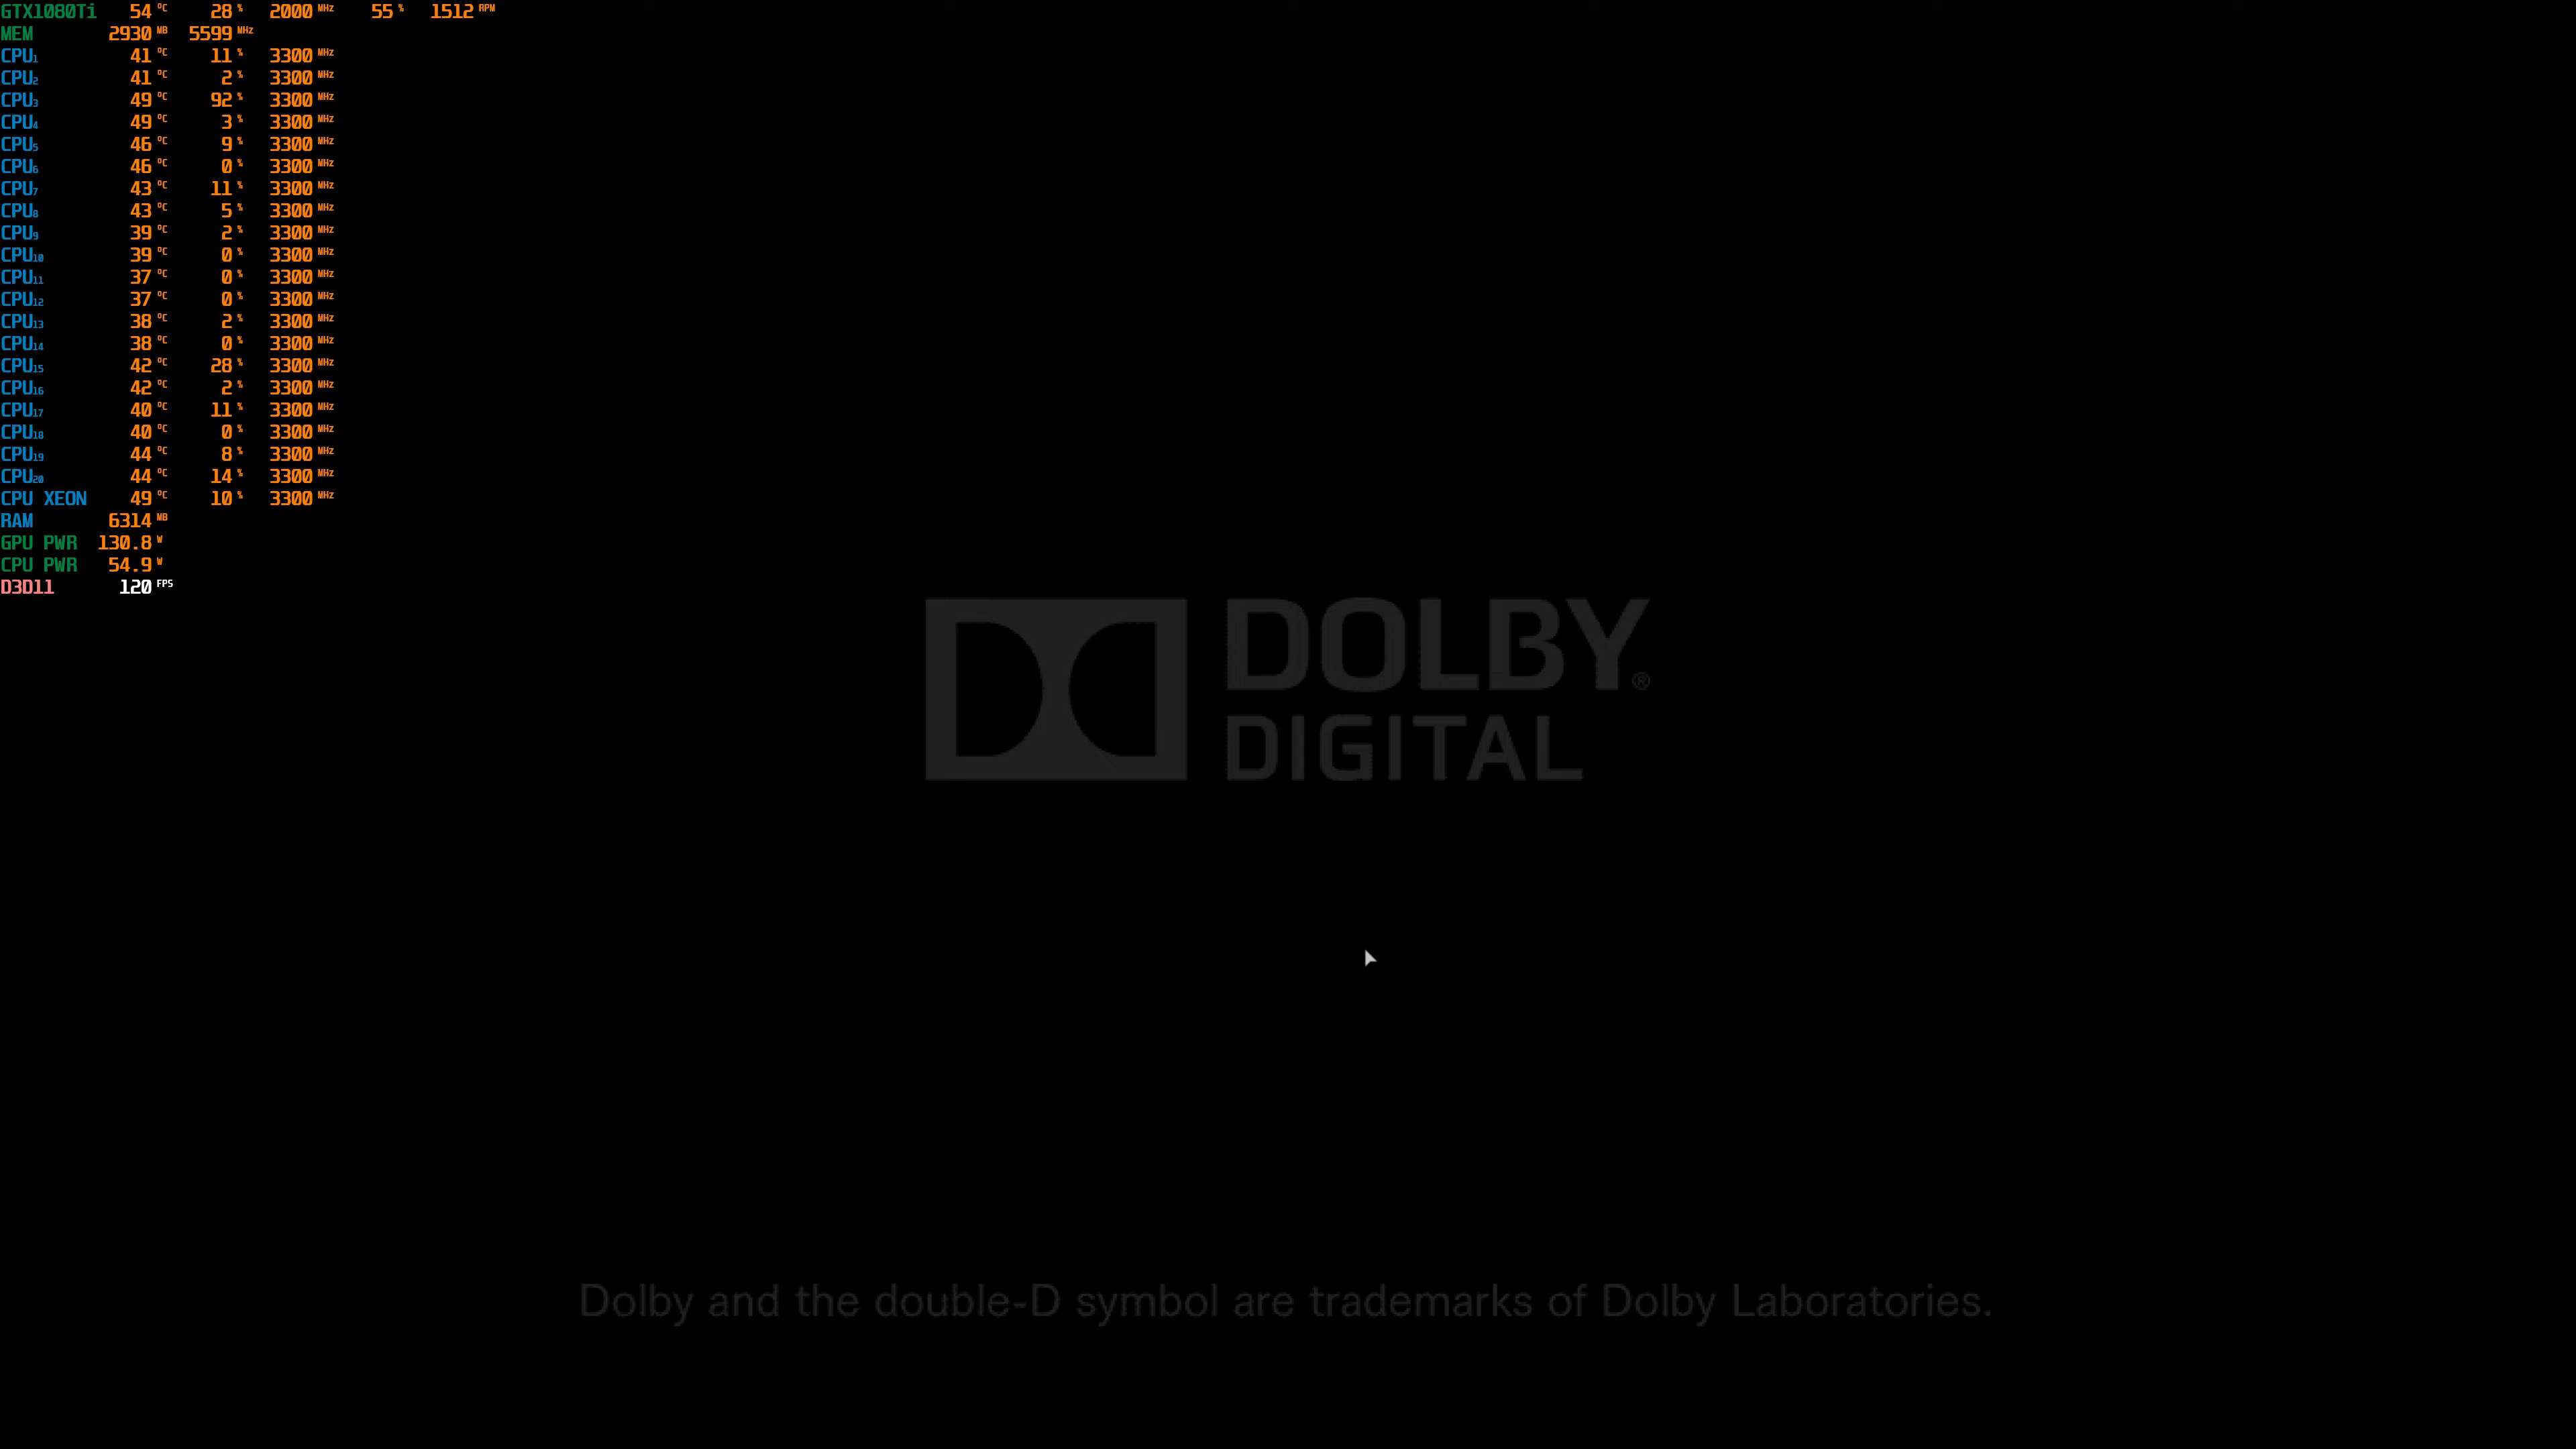 GTX1080Ti 54 °C 28 % 2000 MHz 55 % 1512 RPM
MEM 2930 MB 5599 MHz
CPU1 41 °C 11 % 3300 MHz
CPU2 41 °C 2 % 3300 MHz
CPU3 49 °C 92 % 3300 MHz
CPU4 49 °C 3 % 3300 MHz
CPU5 46 °C 9 % 3300 MHz
CPU6 46 °C 0 % 3300 MHz
CPU7 43 °C 11 % 3300 MHz
CPU8 43 °C 5 % 3300 MHz
CPU9 39 °C 2 % 3300 MHz
CPU10 39 °C 0 % 3300 MHz
CPU11 37 °C 0 % 3300 MHz
CPU12 37 °C 0 % 3300 MHz
CPU13 38 °C 2 % 3300 MHz
CPU14 38 °C 0 % 3300 MHz
CPU15 42 °C 28 % 3300 MHz
CPU16 42 °C 2 % 3300 MHz
CPU17 40 °C 11 % 3300 MHz
CPU18 40 °C 0 % 3300 MHz
CPU19 44 °C 8 % 3300 MHz
CPU20 44 °C 14 % 3300 MHz
CPU XEON 49 °C 10 % 3300 MHz
RAM 6314 MB
GPU PWR 130.8 W
CPU PWR 54.9 W
D3D11 120 FPS
DOLBY®
DIGITAL
Dolby and the double-D symbol are trademarks of Dolby Laboratories.